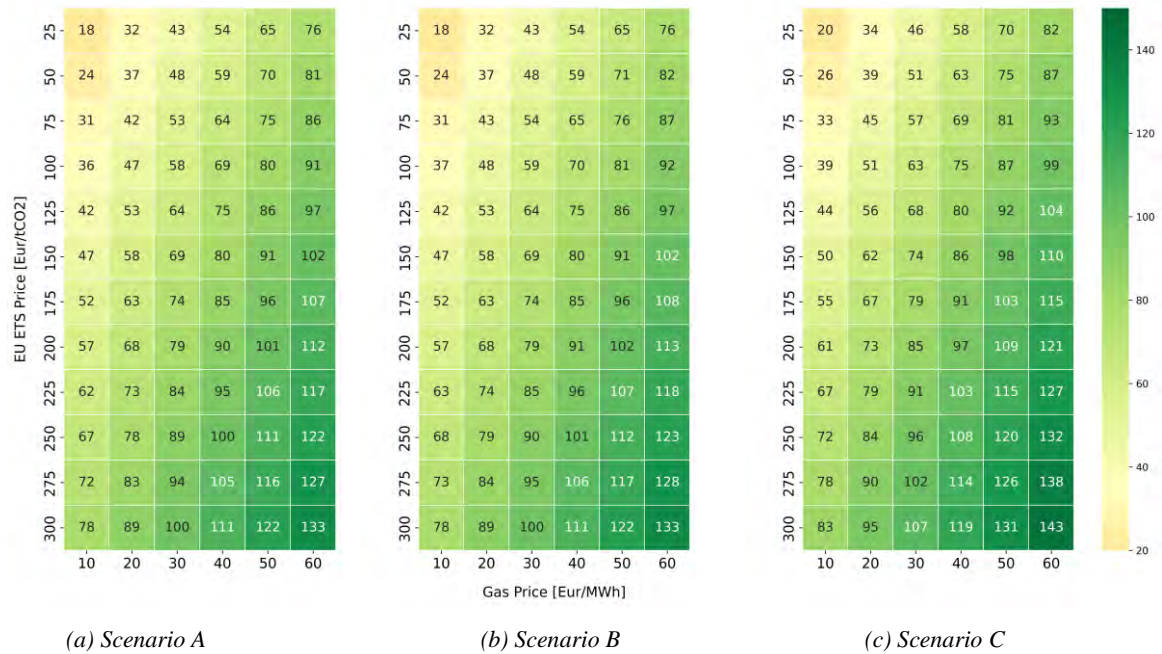 25 18 32 43 54 65 76 18 32 43 54 65 76 20 34 46 58 70 82
140
50 24 37 48 59 70 81 24 37 48 59 71 82 26 39 51 63 75 87
75 31 42 53 64 75 86 31 43 54 65 76 87 33 45 57 69 81 93
120
100 36 47 58 69 80 91 37 48 59 70 81 92 39 51 63 75 87 99
125 42 53 64 75 86 97 42 53 64 75 86 97 44 56 68 80 92 104
100
150 47 58 69 80 91 102 47 58 69 80 91 102 50 62 74 86 98 110
EU ETS Price [Eur/tCO2]
175 52 63 74 85 96 107 52 63 74 85 96 108 55 67 79 91 103 115
80
200 57 68 79 90 101 112 57 68 79 91 102 113 61 73 85 97 109 121
225 62 73 84 95 106 117 63 74 85 96 107 118 67 79 91 103 115 127
60
250 67 78 89 100 111 122 68 79 90 101 112 123 72 84 96 108 120 132
275 72 83 94 105 116 127 73 84 95 106 117 128 78 90 102 114 126 138
40
300 78 89 100 111 122 133 78 89 100 111 122 133 83 95 107 119 131 143
20
10 20 30 40 50 60 10 20 30 40 50 60 10 20 30 40 50 60
Gas Price [Eur/MWh]
(a) Scenario A (b) Scenario B (c) Scenario C